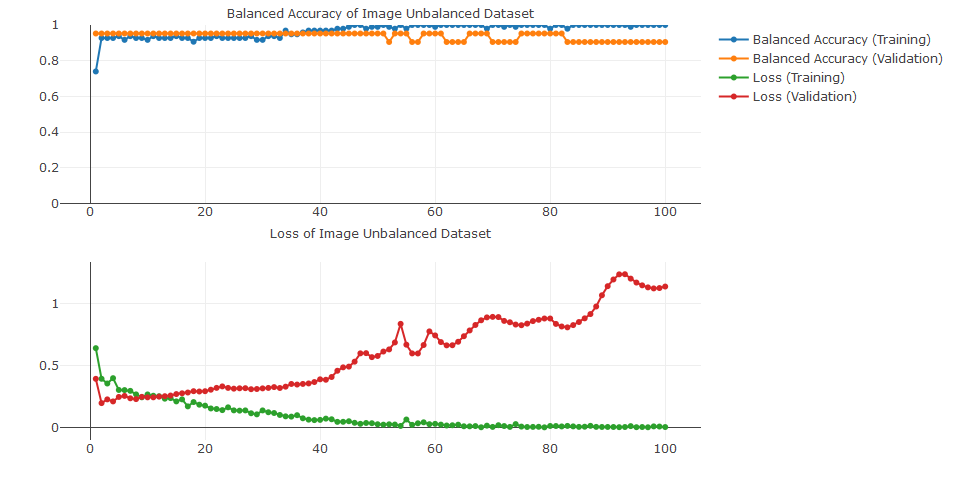 Balanced Accuracy of Image Unbalanced Dataset
1
0.8
0.6
0.4
0.2
0
0 20 40 60 80 100
Balanced Accuracy (Training)
Balanced Accuracy (Validation)
Loss (Training)
Loss (Validation)
Loss of Image Unbalanced Dataset
1
0.5
0
0 20 40 60 80 100